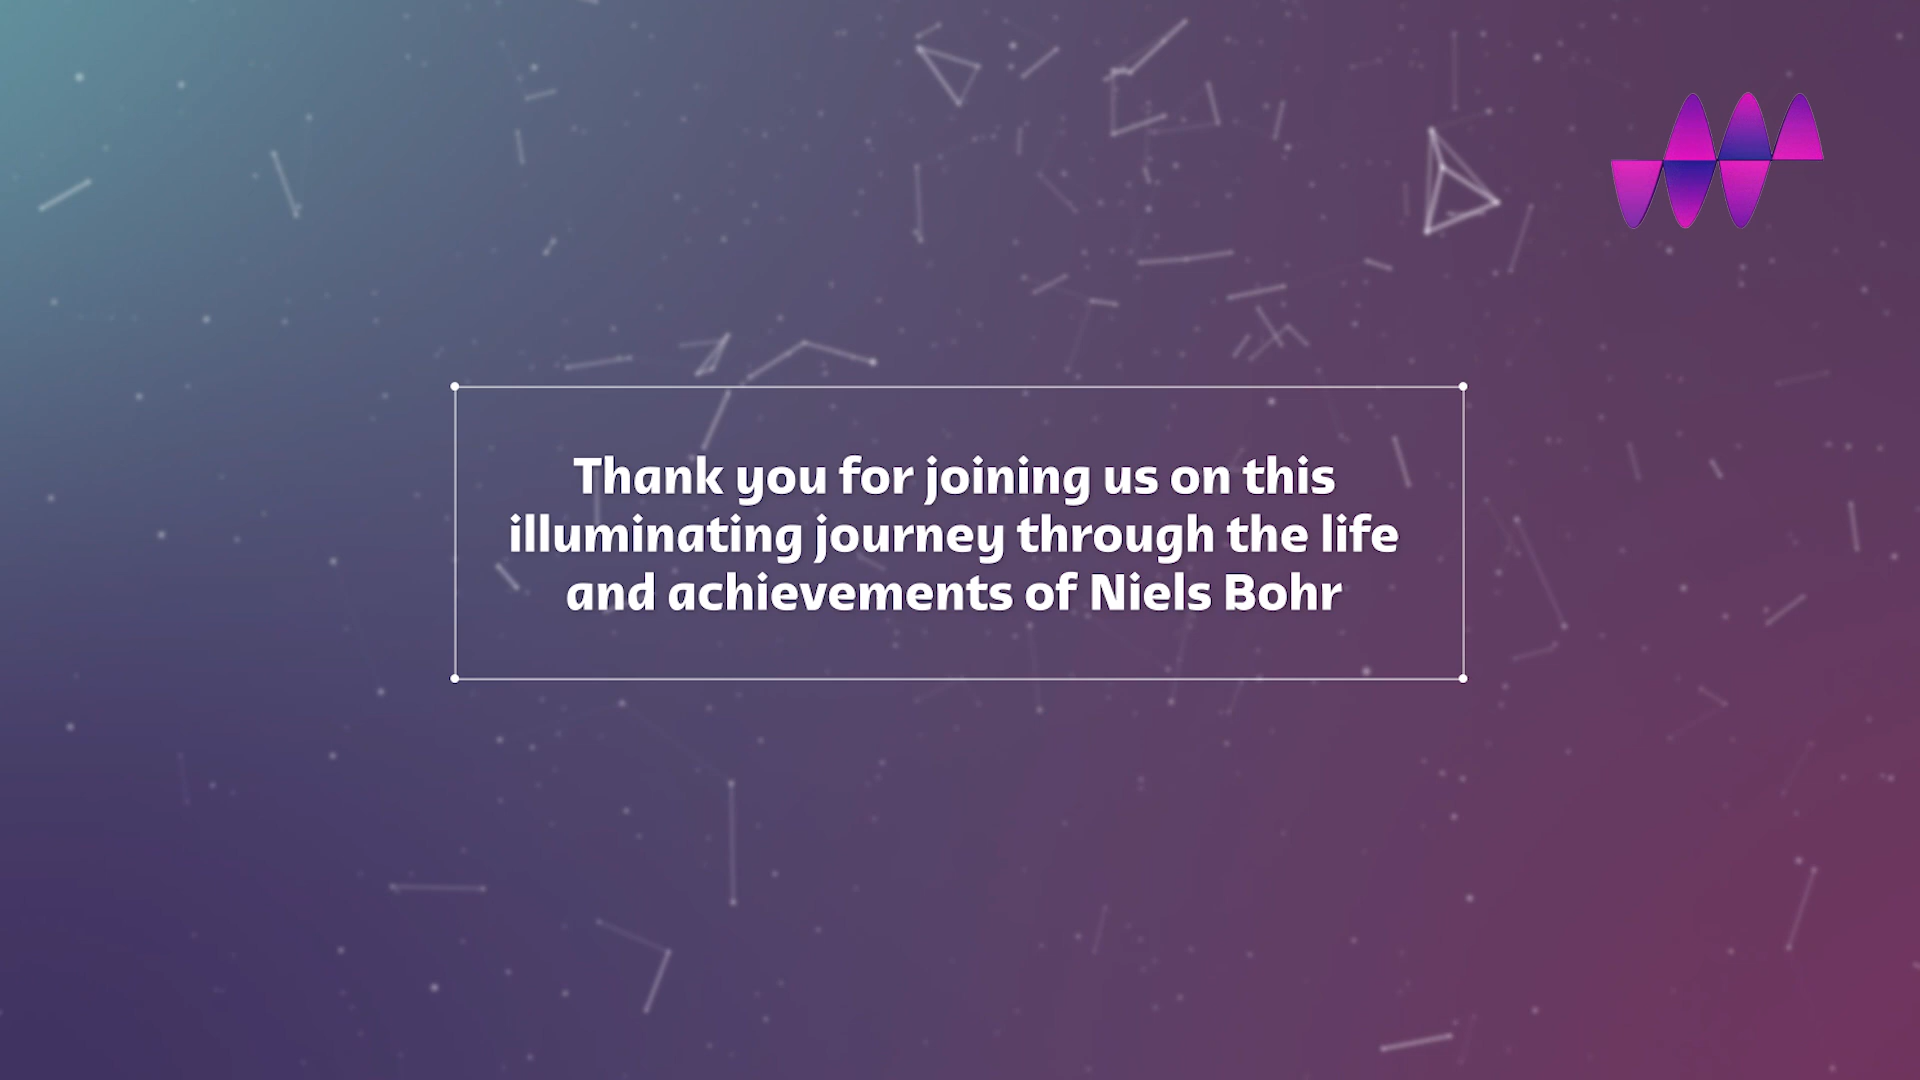 Thank you for joining us on this
illuminating journey through the life
and achievements of Niels Bohr